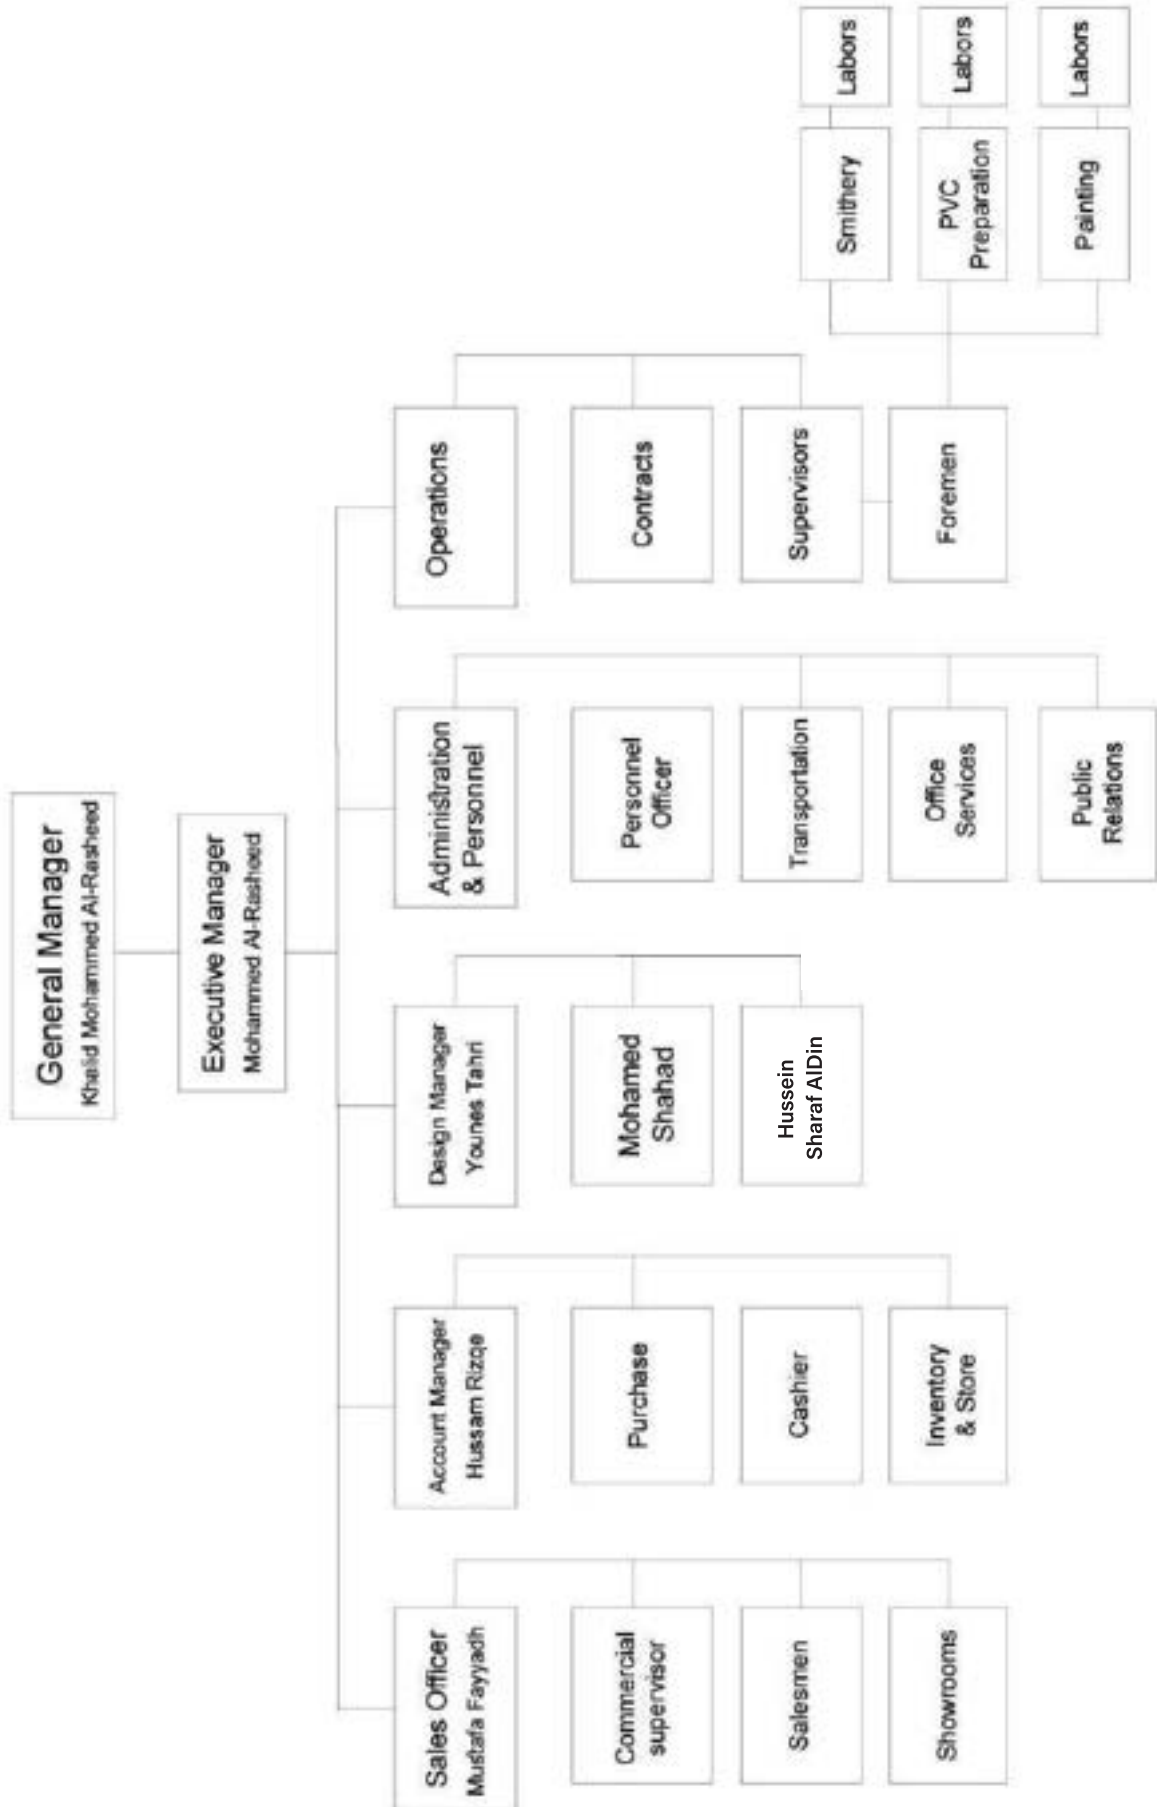 General Manager
Khalid Mohammed Al-Rasheed
Executive Manager
Mohammed Al-Rasheed
Sales Officer
Mustafa Fayyadh
Commercial
supervisor
Salesmen
Showrooms
Account Manager
Hussam Rizqe
Purchase
Cashier
Inventory
& Store
Design Manager
Younes Tahri
Mohamed
Shahad
Hussein
Sharaf AlDin
Administration
& Personnel
Personnel
Officer
Transportation
Office
Services
Public
Relations
Operations
Contracts
Supervisors
Foremen
Smithery
Labors
PVC
Preparation
Labors
Painting
Labors